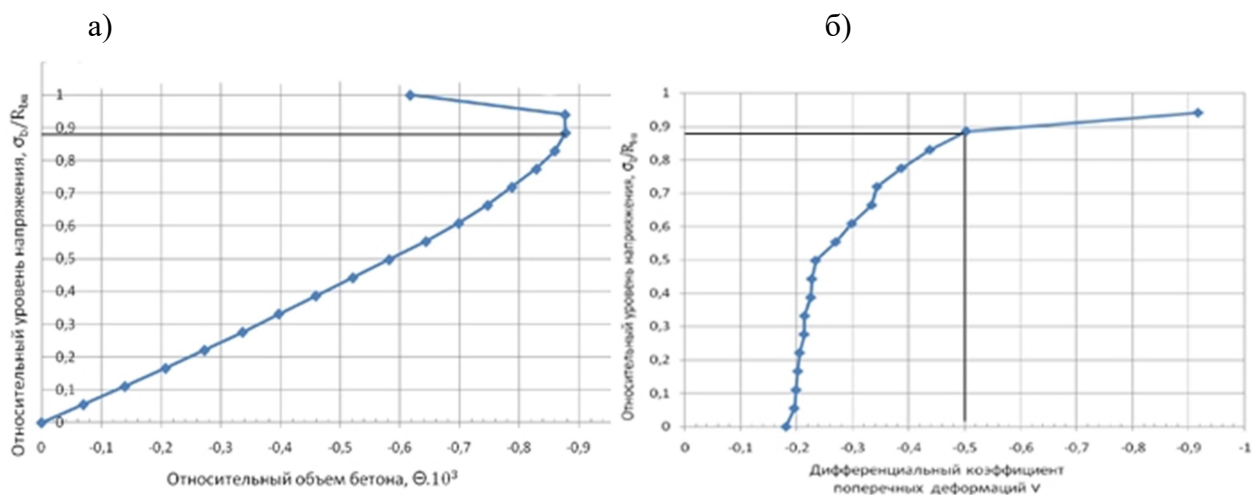 а)
б)
Относительный уровень напряжения, σb/Rbu
1
0,9
0,8
0,7
0,6
0,5
0,4
0,3
0,2
0,1
0
0 -0,1 -0,2 -0,3 -0,4 -0,5 -0,6 -0,7 -0,8 -0,9
Относительный объем бетона, Θ.10³
Относительный уровень напряжения, σb/Rbu
1
0,9
0,8
0,7
0,6
0,5
0,4
0,3
0,2
0,1
0
0 -0,1 -0,2 -0,3 -0,4 -0,5 -0,6 -0,7 -0,8 -0,9 -1
Дифференциальный коэффициент
поперечных деформаций ν